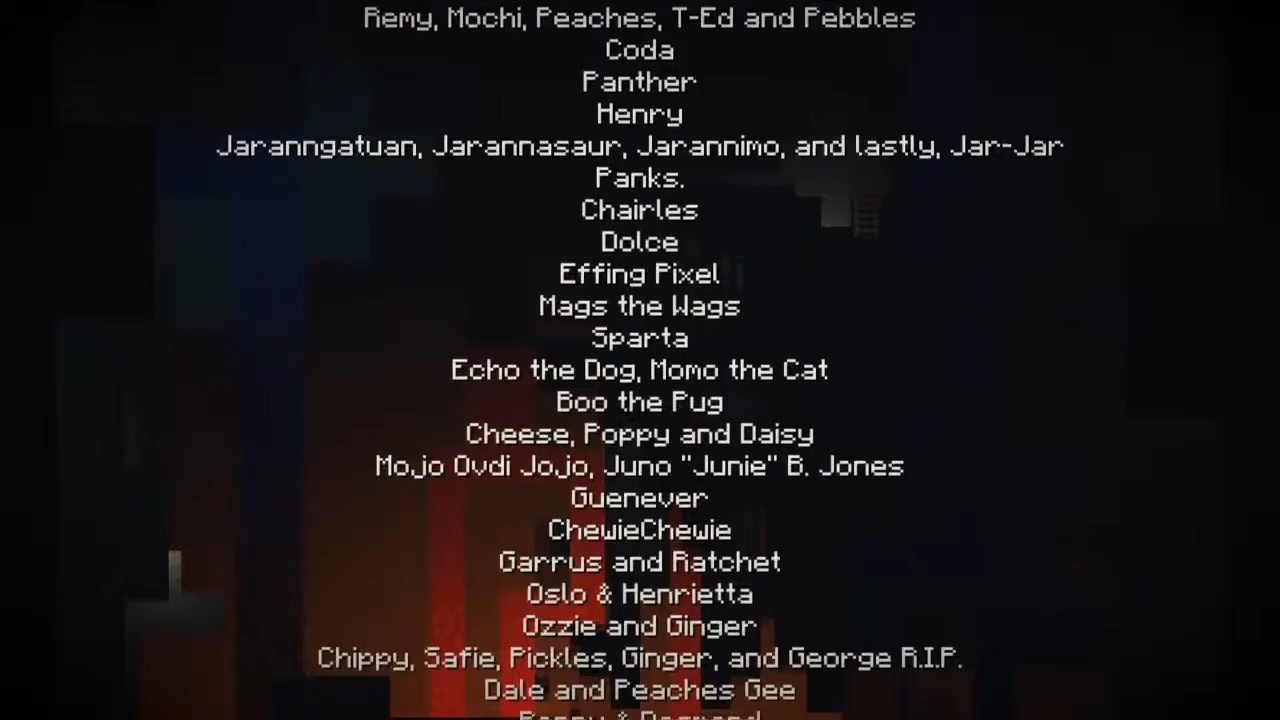 Remy, Mochi, Peaches, T-Ed and Pebbles
Coda
Panther
Henry
Jaranngatuan, Jarannasaur, Jarannimo, and lastly, Jar-Jar
Panks.
Chairles
Dolce
Effing Pixel
Mags the Wags
Sparta
Echo the Dog, Momo the Cat
Boo the Pug
Cheese, Poppy and Daisy
Mojo Ovdi Jojo, Juno "Junie" B. Jones
Guenever
ChewieChewie
Garrus and Ratchet
Oslo & Henrietta
Ozzie and Ginger
Chippy, Safie, Pickles, Ginger, and George R.I.P.
Dale and Peaches Gee